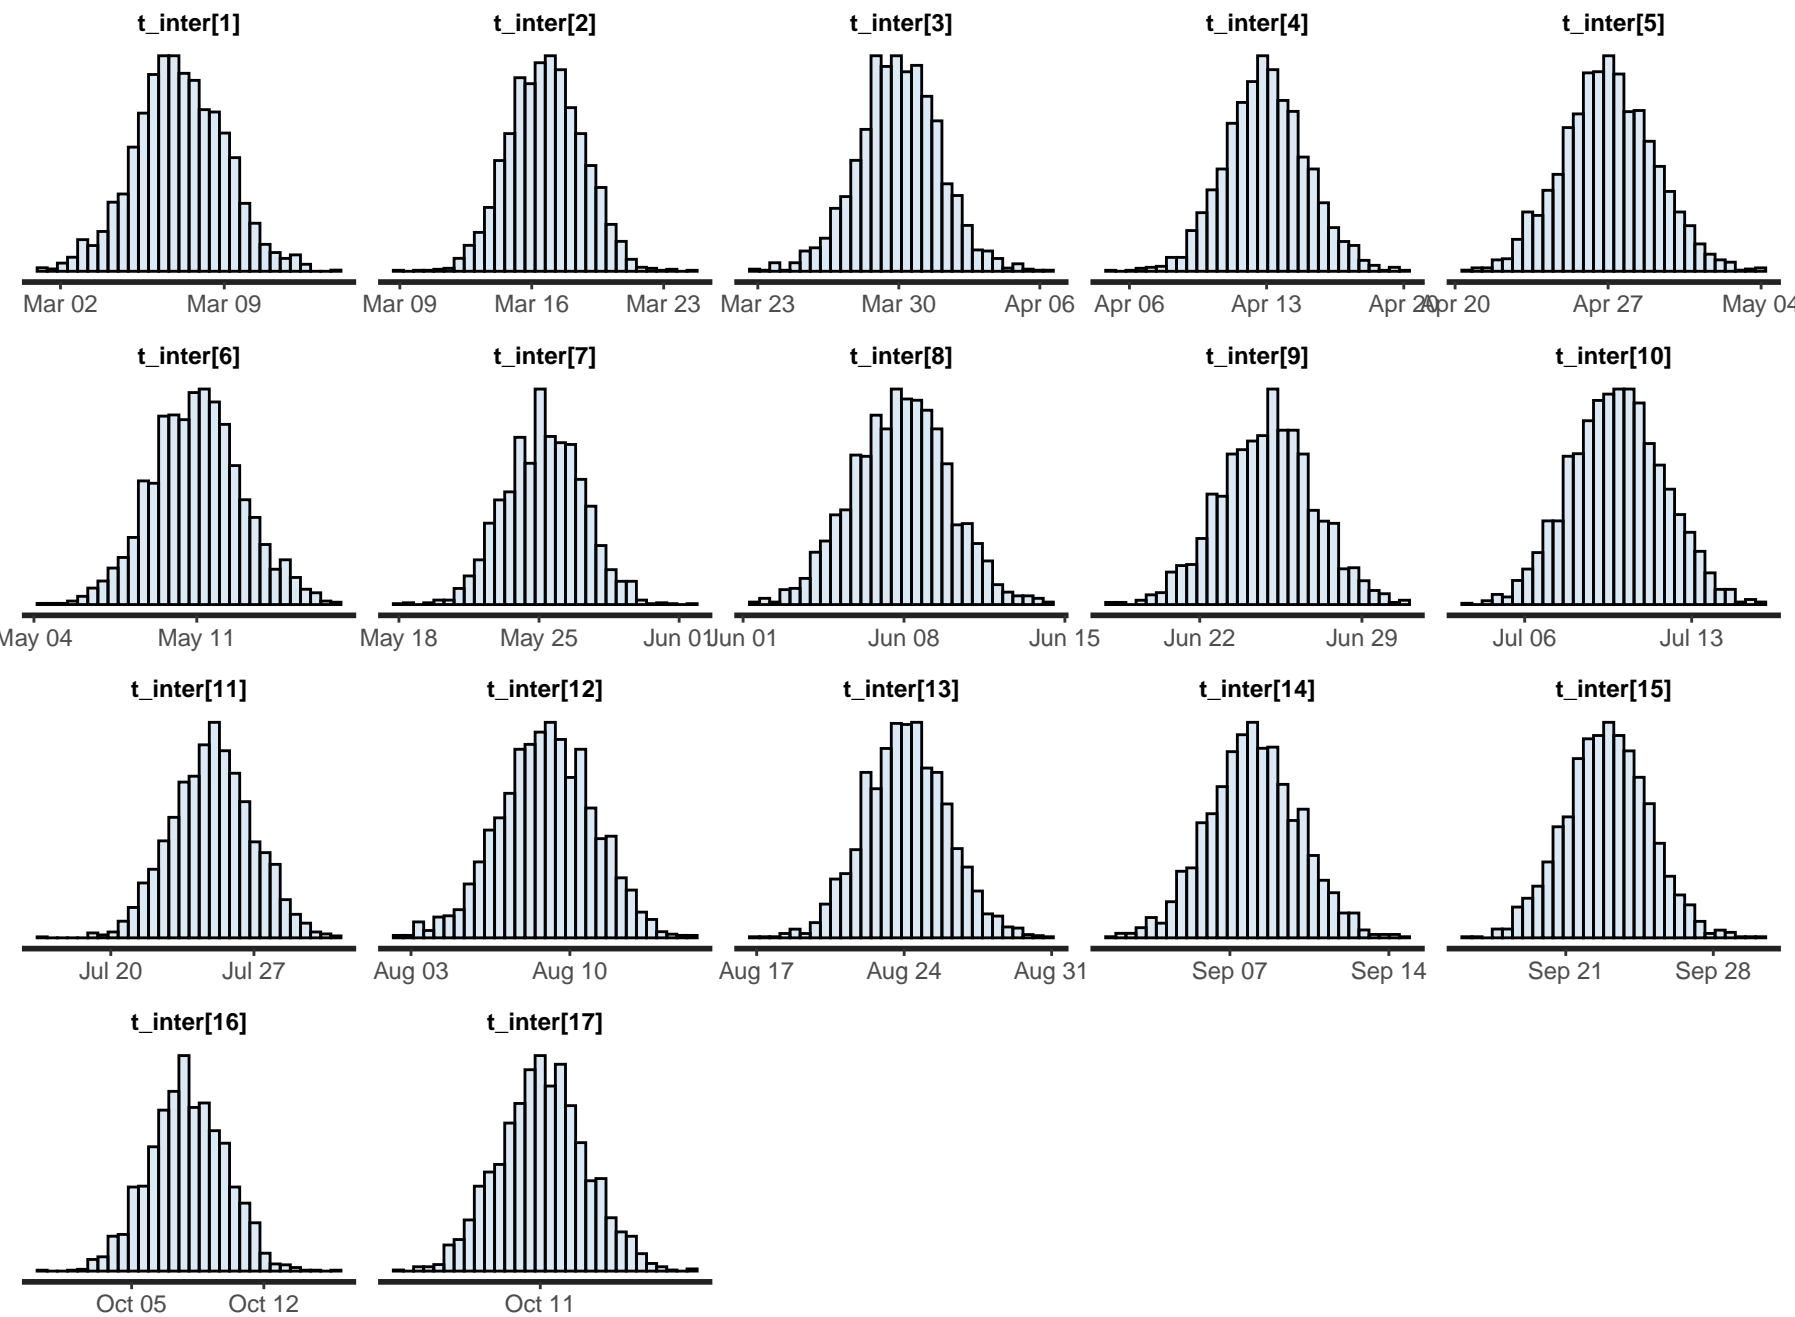 t_inter[1] t_inter[2] t_inter[3] t_inter[4] t_inter[5]
Mar 02 Mar 09 Mar 09 Mar 16 Mar 23 Mar 23 Mar 30 Apr 06 Apr 06 Apr 13 Apr 20 Apr 20 Apr 27 May 04
t_inter[6] t_inter[7] t_inter[8] t_inter[9] t_inter[10]
May 04 May 11 May 18 May 25 Jun 01 Jun 01 Jun 08 Jun 15 Jun 22 Jun 29 Jul 06 Jul 13
t_inter[11] t_inter[12] t_inter[13] t_inter[14] t_inter[15]
Jul 20 Jul 27 Aug 03 Aug 10 Aug 17 Aug 24 Aug 31 Sep 07 Sep 14 Sep 21 Sep 28
t_inter[16] t_inter[17]
Oct 05 Oct 12 Oct 11